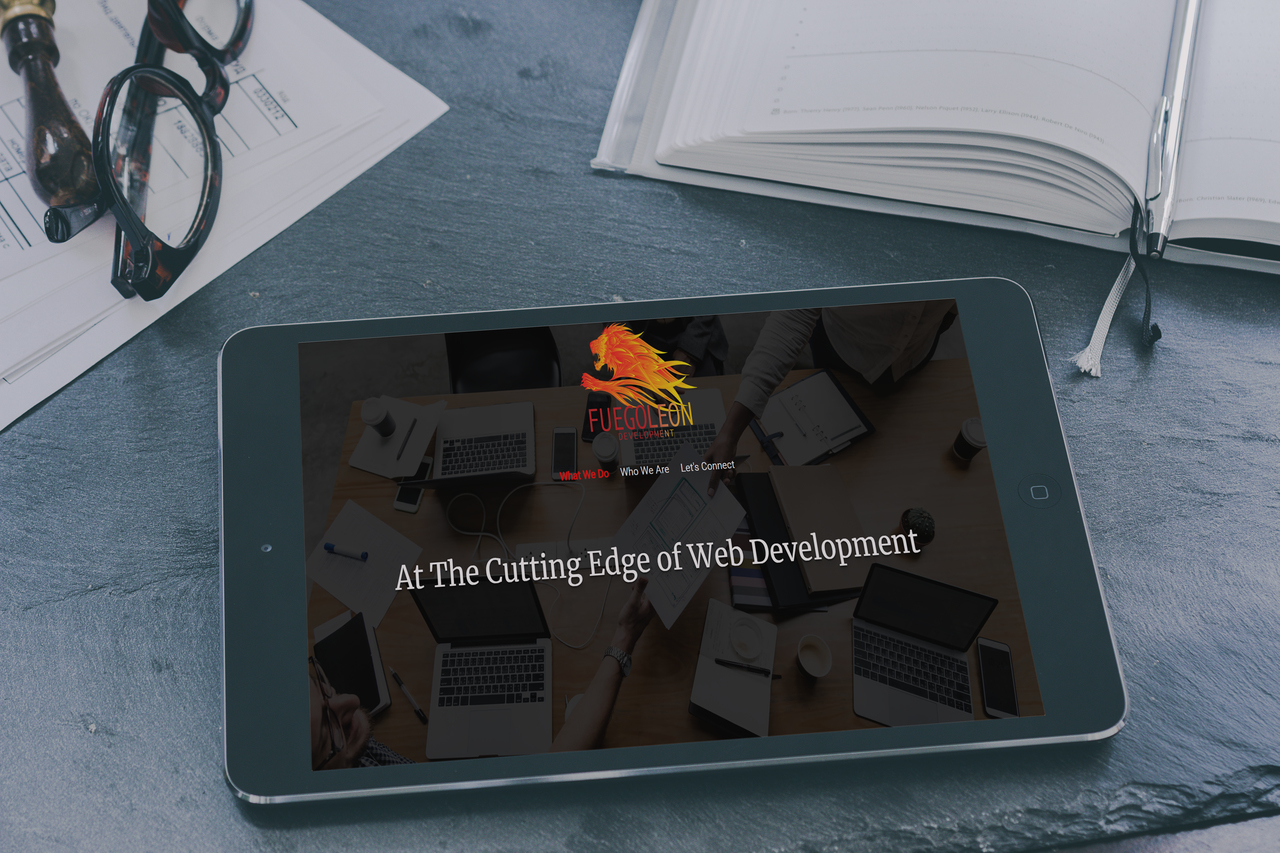 FUEGOLEON
DEVELOPMENT
What We Do Who We Are Let's Connect
At The Cutting Edge of Web Development